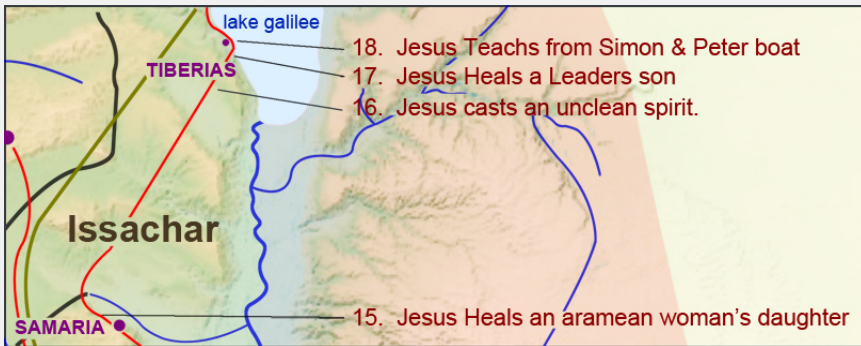 lake galilee
18. Jesus Teachs from Simon & Peter boat
TIBERIAS
17. Jesus Heals a Leaders son
16. Jesus casts an unclean spirit.
Issachar
15. Jesus Heals an aramean woman's daughter
SAMARIA